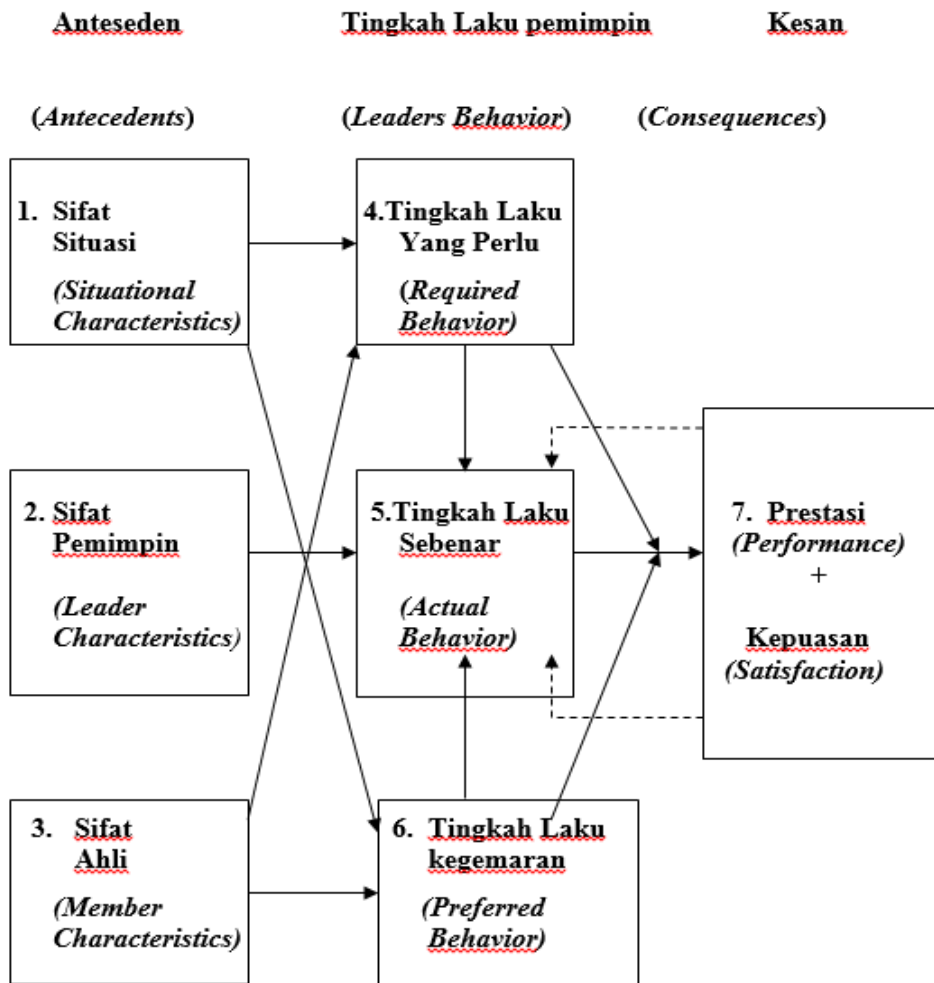 Anteseden
Tingkah Laku pemimpin
Kesan
(Antecedents)
(Leaders Behavior)
(Consequences)
1. Sifat
Situasi
(Situational
Characteristics)
4.Tingkah Laku
Yang Perlu
(Required
Behavior)
2. Sifat
Pemimpin
(Leader
Characteristics)
5.Tingkah Laku
Sebenar
(Actual
Behavior)
7. Prestasi
(Performance)
+
Kepuasan
(Satisfaction)
3. Sifat
Ahli
(Member
Characteristics)
6. Tingkah Laku
kegemaran
(Preferred
Behavior)